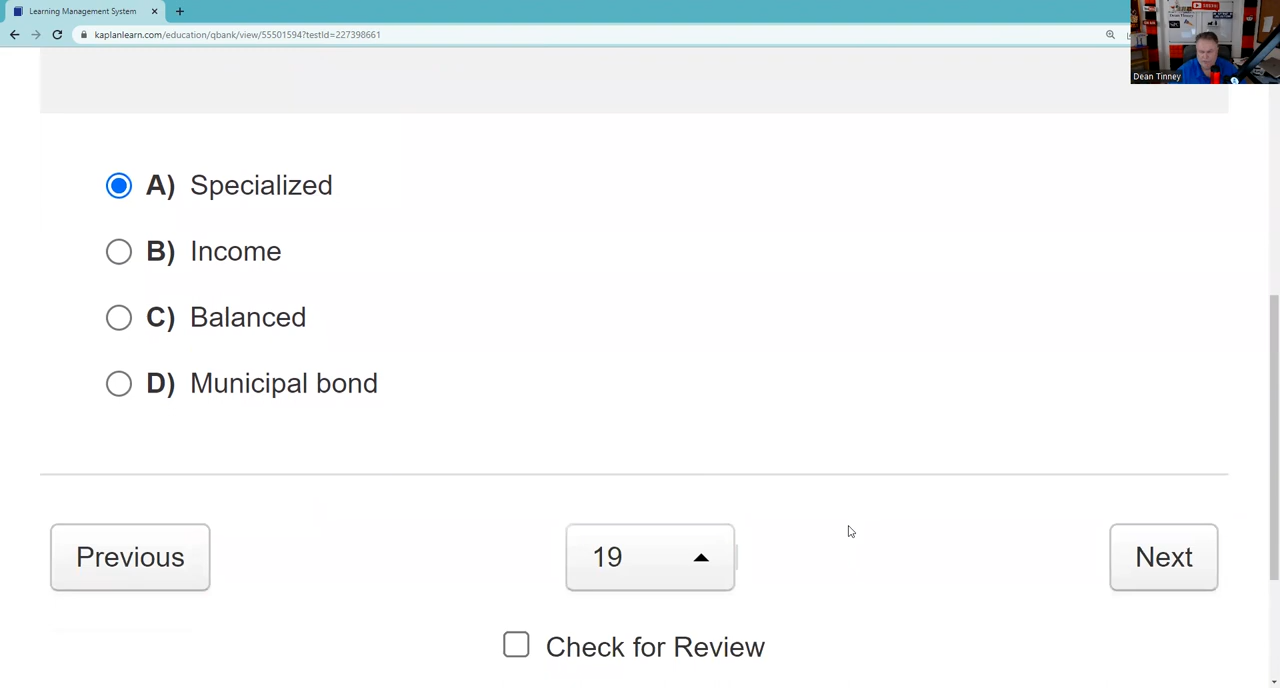 Learning Management System
kaplanlearn.com/education/qbank/view/55501594?testId=227398661
Dean Tinney
A) Specialized
B) Income
C) Balanced
D) Municipal bond
Previous
19
Next
Check for Review